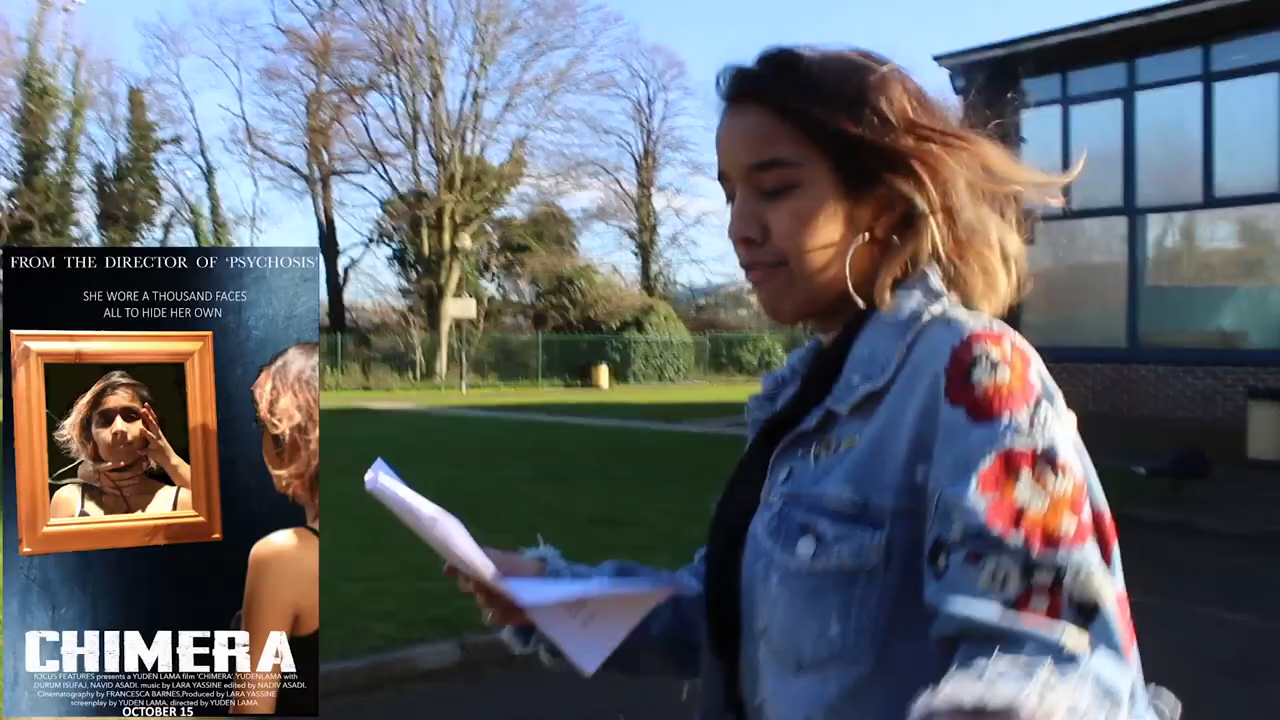 FROM THE DIRECTOR OF 'PSYCHOSIS'
SHE WORE A THOUSAND FACES
ALL TO HIDE HER OWN
CHIMERA
FOCUS FEATURES presents a YUDEN LAMA film 'CHIMERA'. YUDENLAMA with
DURUM ISUFAJ, NAVID ASADI. music by LARA YASSINE edited by NADIV ASADI.
Cinematography by FRANCESCA BARNES,Produced by LARA YASSINE
screenplay by YUDEN LAMA, directed by YUDEN LAMA
OCTOBER 15